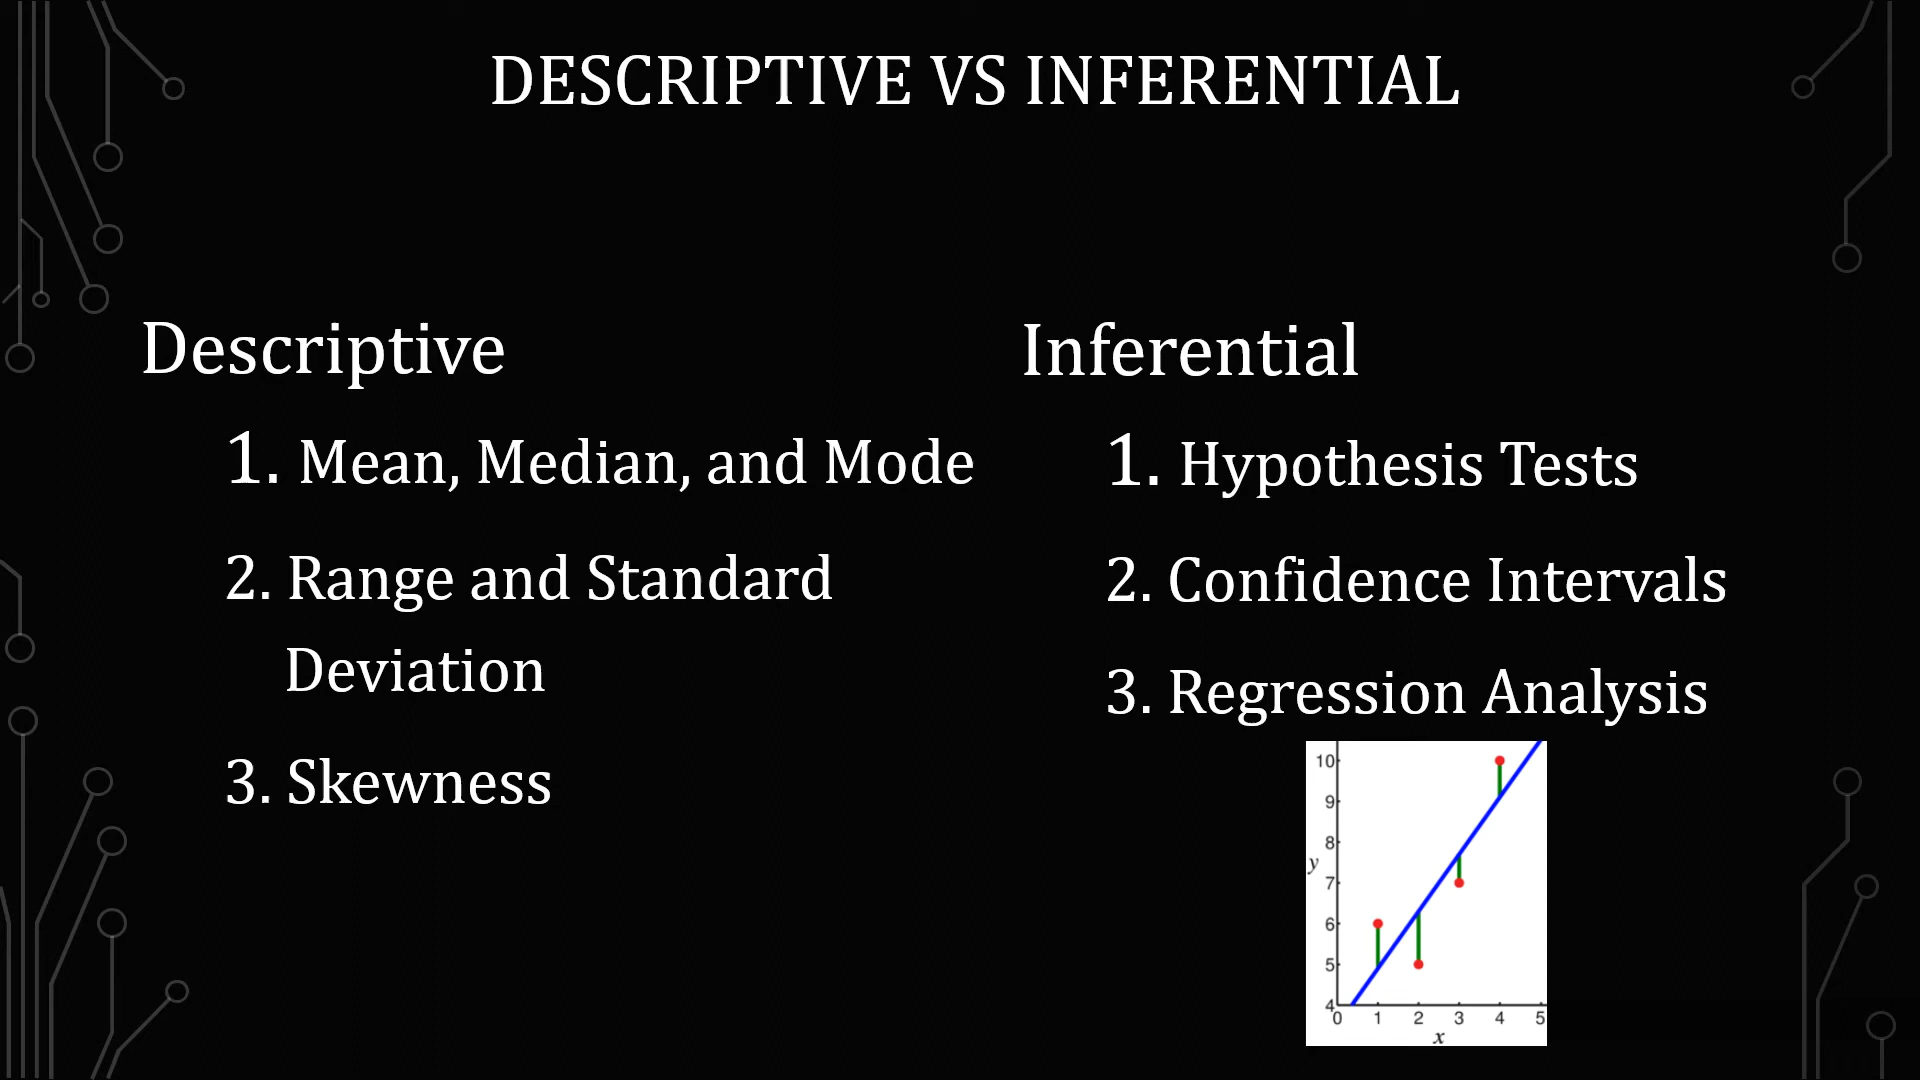 DESCRIPTIVE VS INFERENTIAL
Descriptive
1. Mean, Median, and Mode
2. Range and Standard
Deviation
3. Skewness
Inferential
1. Hypothesis Tests
2. Confidence Intervals
3. Regression Analysis
10
9
8
y
7
6
5
4
0 1 2 3 4 5
x